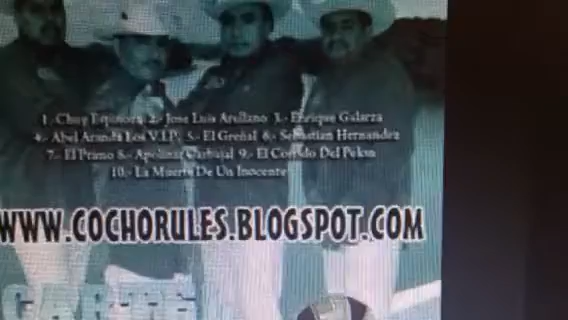 1.- Chuy Espinoza 2.- Jose Luis Arellano 3.- Enrique Galarza
4.- Abel Aranda Los V.I.P. 5.- El Greñal 6.- Sebastian Hernandez
7.- El Primo 8.- Apolinar Carbajal 9.- El Corrido Del Pelon
10.- La Muerte De Un Inocente
WWW.COCHORULES.BLOGSPOT.COM